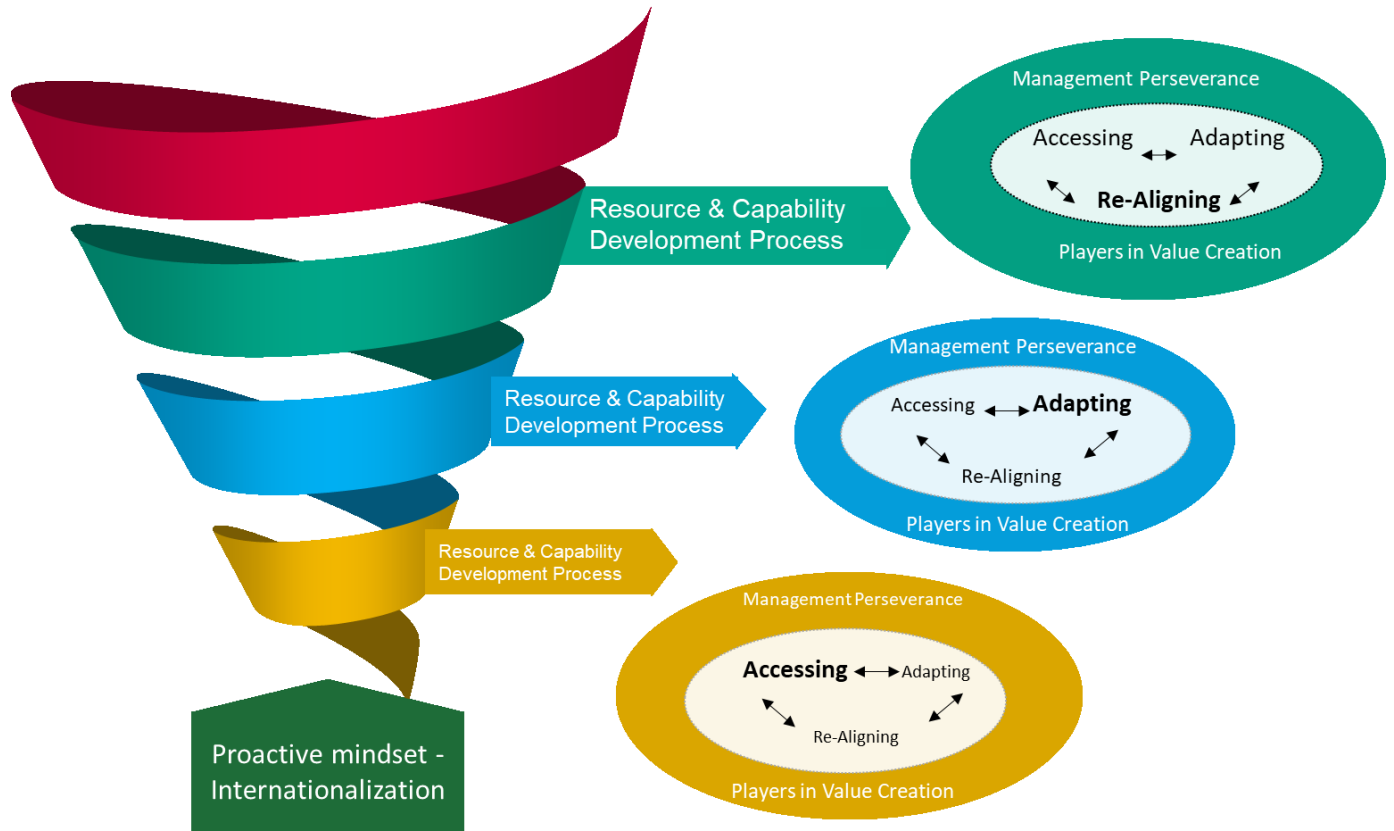 Management Perseverance
Accessing Adapting
Re-Aligning
Players in Value Creation
Resource & Capability
Development Process
Management Perseverance
Accessing Adapting
Re-Aligning
Players in Value Creation
Resource & Capability
Development Process
Management Perseverance
Accessing Adapting
Re-Aligning
Players in Value Creation
Resource & Capability
Development Process
Proactive mindset -
Internationalization